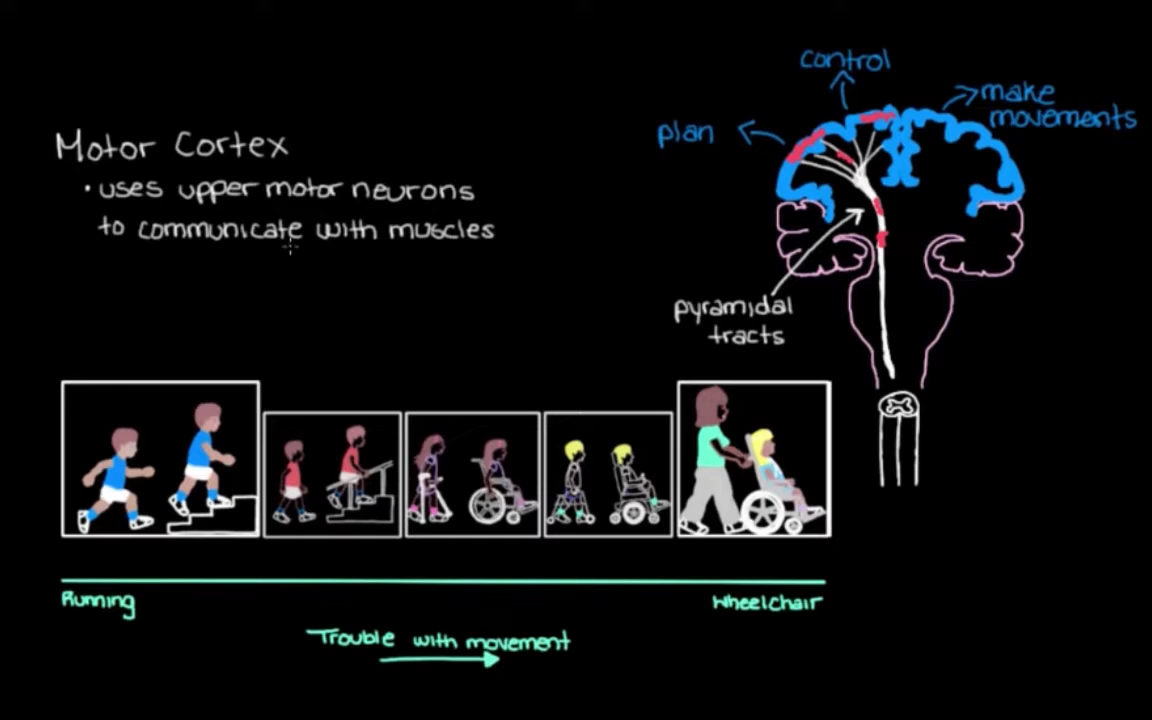 control
make
movements
plan
Motor Cortex
• uses upper motor neurons
to communicate with muscles
pyramidal
tracts
Running
Wheelchair
Trouble with movement